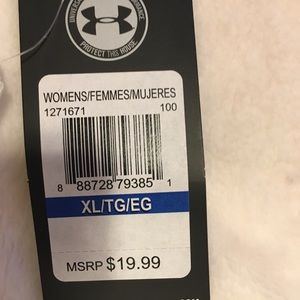 PROTECT THIS HOUSE
WOMENS/FEMMES/MUJERES
1271671 100
8 88728 79385 1
XL/TG/EG
MSRP $19.99